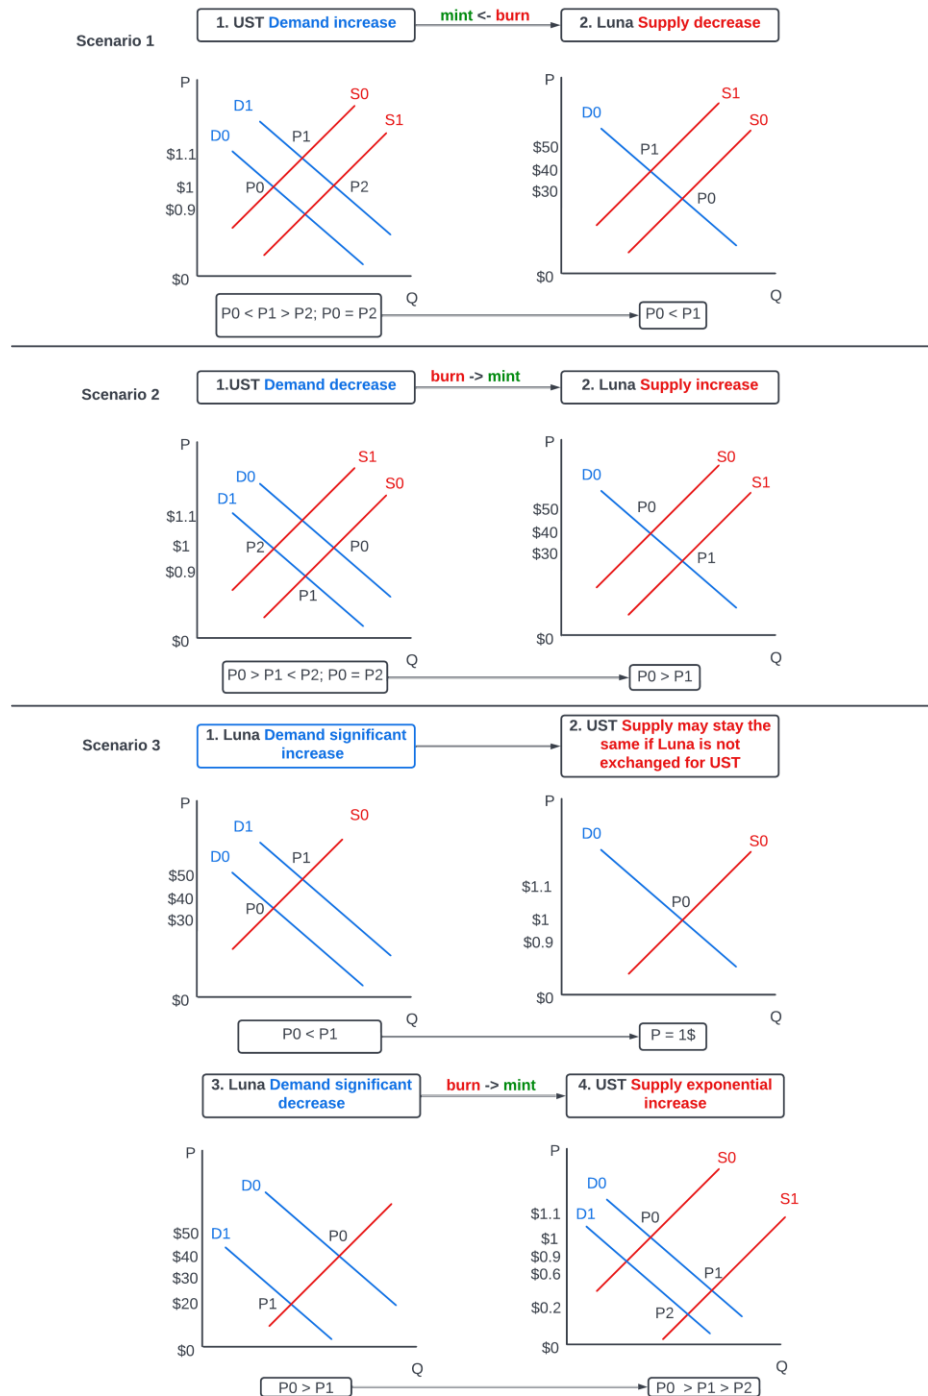 Scenario 1
1. UST Demand increase
mint <- burn
2. Luna Supply decrease
P
D1
D0
S0
S1
P1
P0
P2
$1.1
$1
$0.9
$0
Q
P0 < P1 > P2; P0 = P2
P
D0
S1
S0
P1
P0
$50
$40
$30
$0
Q
P0 < P1
Scenario 2
1.UST Demand decrease
burn -> mint
2. Luna Supply increase
P
D0
D1
S1
S0
P2
P0
P1
$1.1
$1
$0.9
$0
Q
P0 > P1 < P2; P0 = P2
P
D0
S0
S1
P0
P1
$50
$40
$30
$0
Q
P0 > P1
Scenario 3
1. Luna Demand significant
increase
2. UST Supply may stay the
same if Luna is not
exchanged for UST
P
D1
D0
S0
P1
P0
$50
$40
$30
$0
Q
P0 < P1
P
D0
S0
P0
$1.1
$1
$0.9
$0
Q
P = 1$
3. Luna Demand significant
decrease
burn -> mint
4. UST Supply exponential
increase
P
D0
D1
P0
P1
$50
$40
$30
$20
$0
Q
P0 > P1
P
D0
D1
S0
S1
P0
P1
P2
$1.1
$1
$0.9
$0.6
$0.2
$0
Q
P0 > P1 > P2